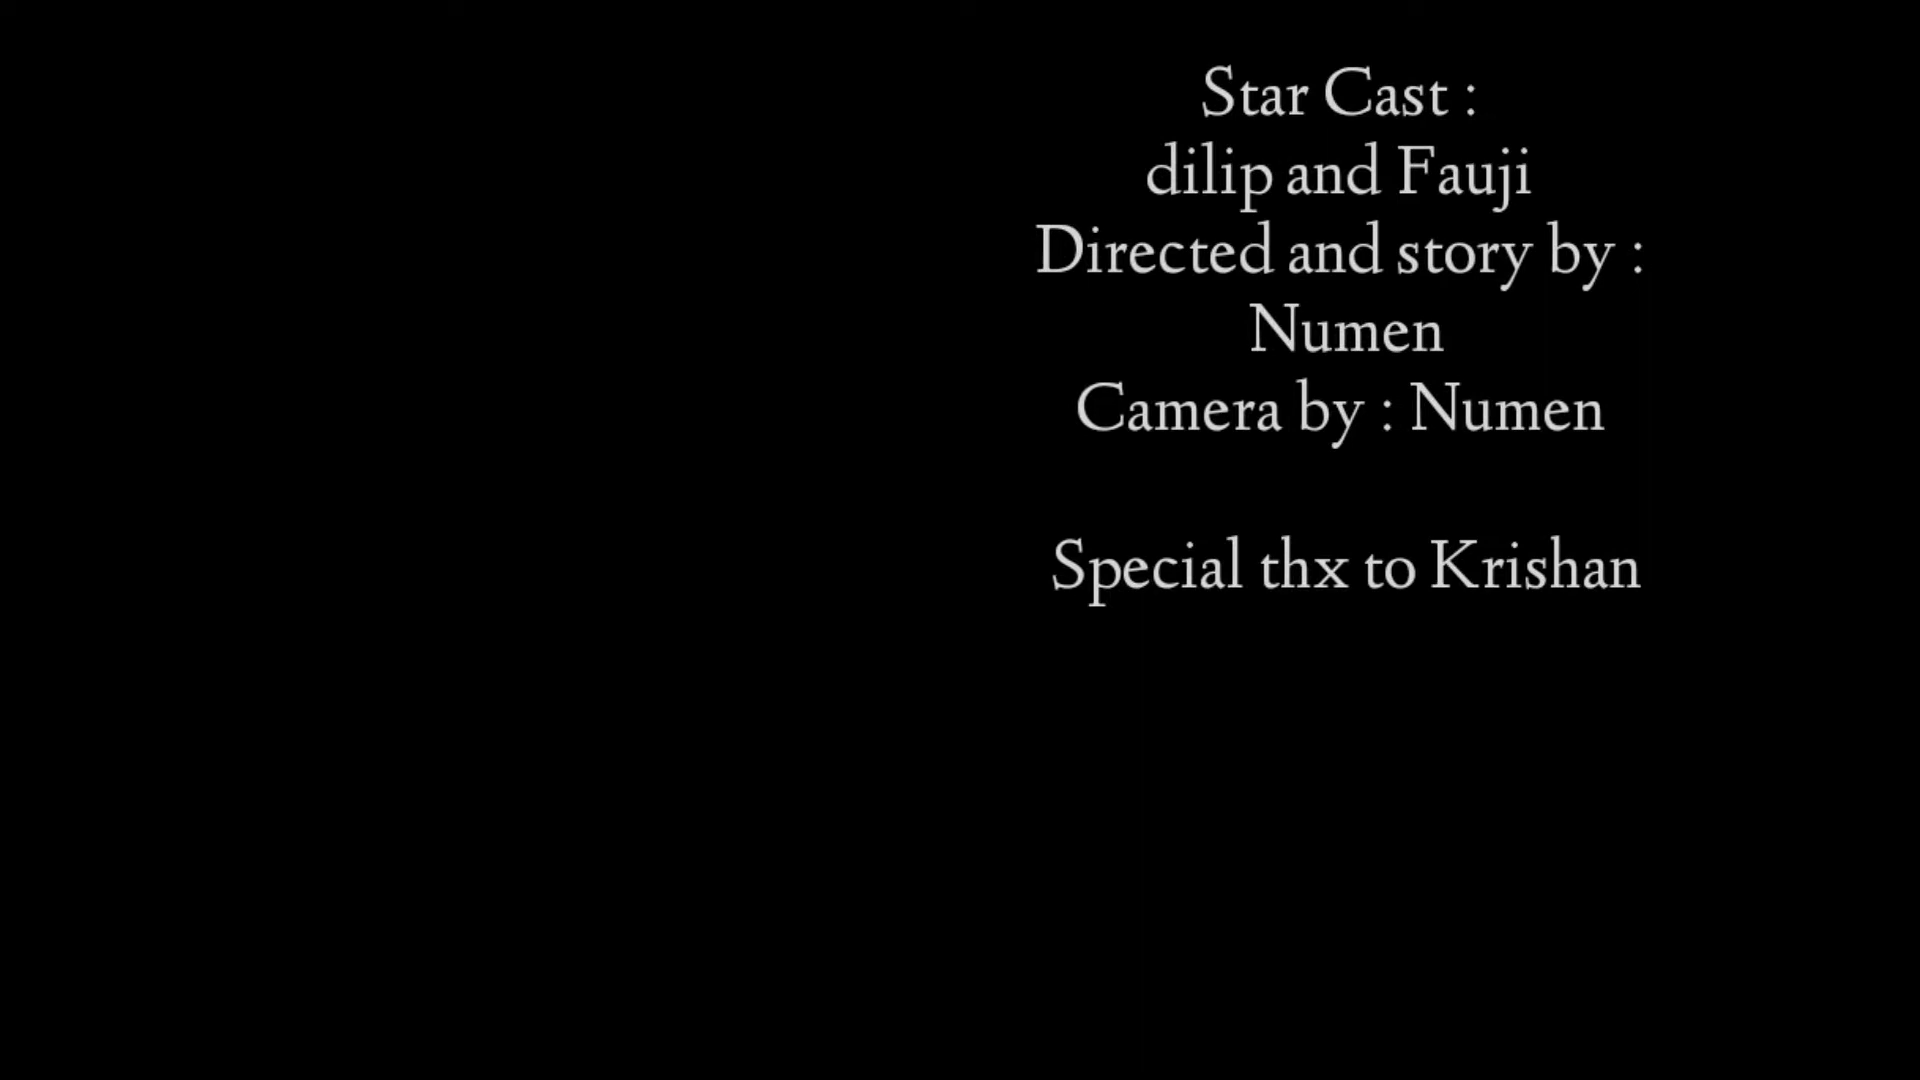 Star Cast :
dilip and Fauji
Directed and story by :
Numen
Camera by : Numen
Special thx to Krishan